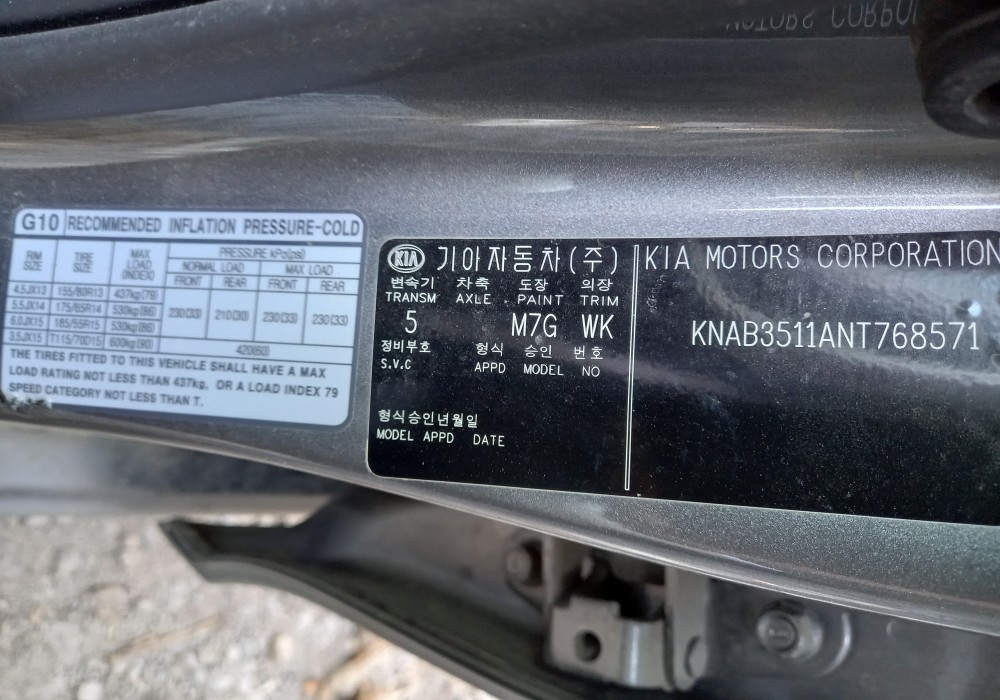 MOTORS CORPO
G10 RECOMMENDED INFLATION PRESSURE-COLD
RIM SIZE TIRE SIZE MAX LOAD (INDEX) PRESSURE kPa(psi)
NORMAL LOAD MAX LOAD
FRONT REAR FRONT REAR
4.5JX13 155/80R13 437kg(79)
5.5JX14 175/65R14 530kg(86)
6.0JX15 185/55R15 530kg(86)
230(33) 210(30) 230(33) 230(33)
3.5JX15 T115/70D15 600kg(90) 420(60)
THE TIRES FITTED TO THIS VEHICLE SHALL HAVE A MAX
LOAD RATING NOT LESS THAN 437kg, OR A LOAD INDEX 79
SPEED CATEGORY NOT LESS THAN T.
KIA 기아자동차(주)
변속기 차축 도장 의장
TRANSM AXLE PAINT TRIM
5 M7G WK
정비부호 형식 승인 번호
S.V.C APPD MODEL NO
형식승인년월일
MODEL APPD DATE
KIA MOTORS CORPORATION
KNAB3511ANT768571